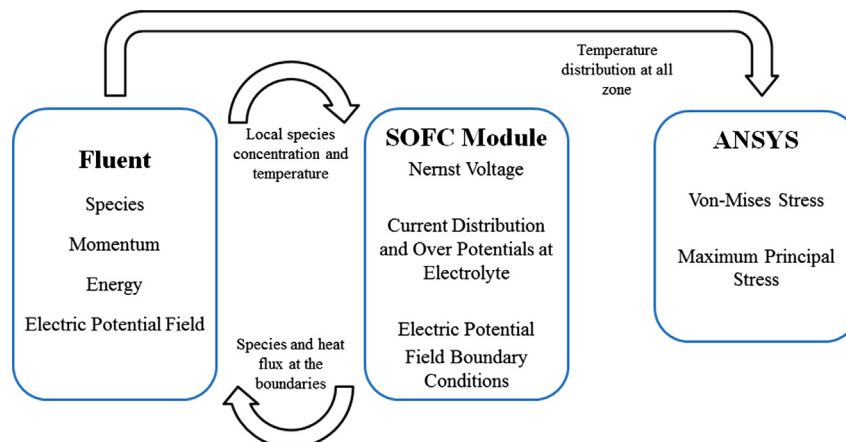 Temperature
distribution at all
zone
Local species
concentration and
temperature
Fluent
Species
Momentum
Energy
Electric Potential Field
Species and heat
flux at the
boundaries
SOFC Module
Nernst Voltage
Current Distribution
and Over Potentials at
Electrolyte
Electric Potential
Field Boundary
Conditions
ANSYS
Von-Mises Stress
Maximum Principal
Stress